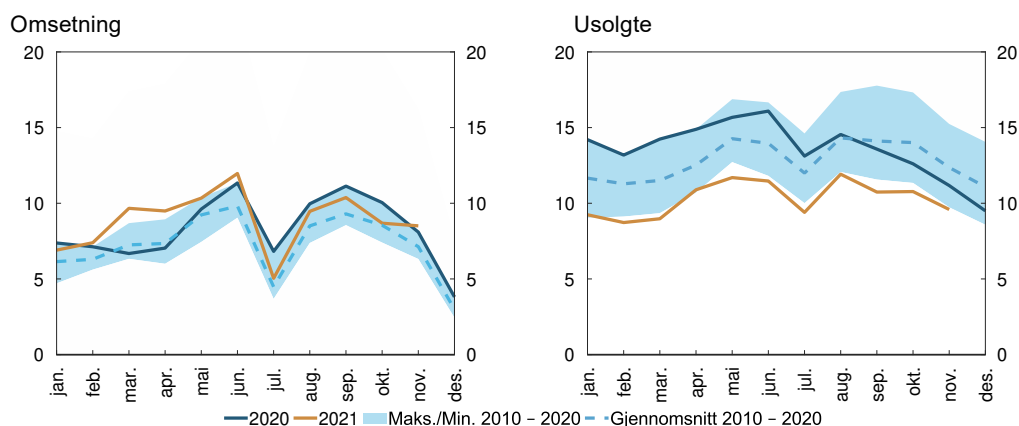 Omsetning
20 20
15 15
10 10
5 5
0 0
jan. feb. mar. apr. mai jun. jul. aug. sep. okt. nov. des.
Usolgte
20 20
15 15
10 10
5 5
0 0
jan. feb. mar. apr. mai jun. jul. aug. sep. okt. nov. des.
2020 2021 Maks./Min. 2010 – 2020 Gjennomsnitt 2010 – 2020